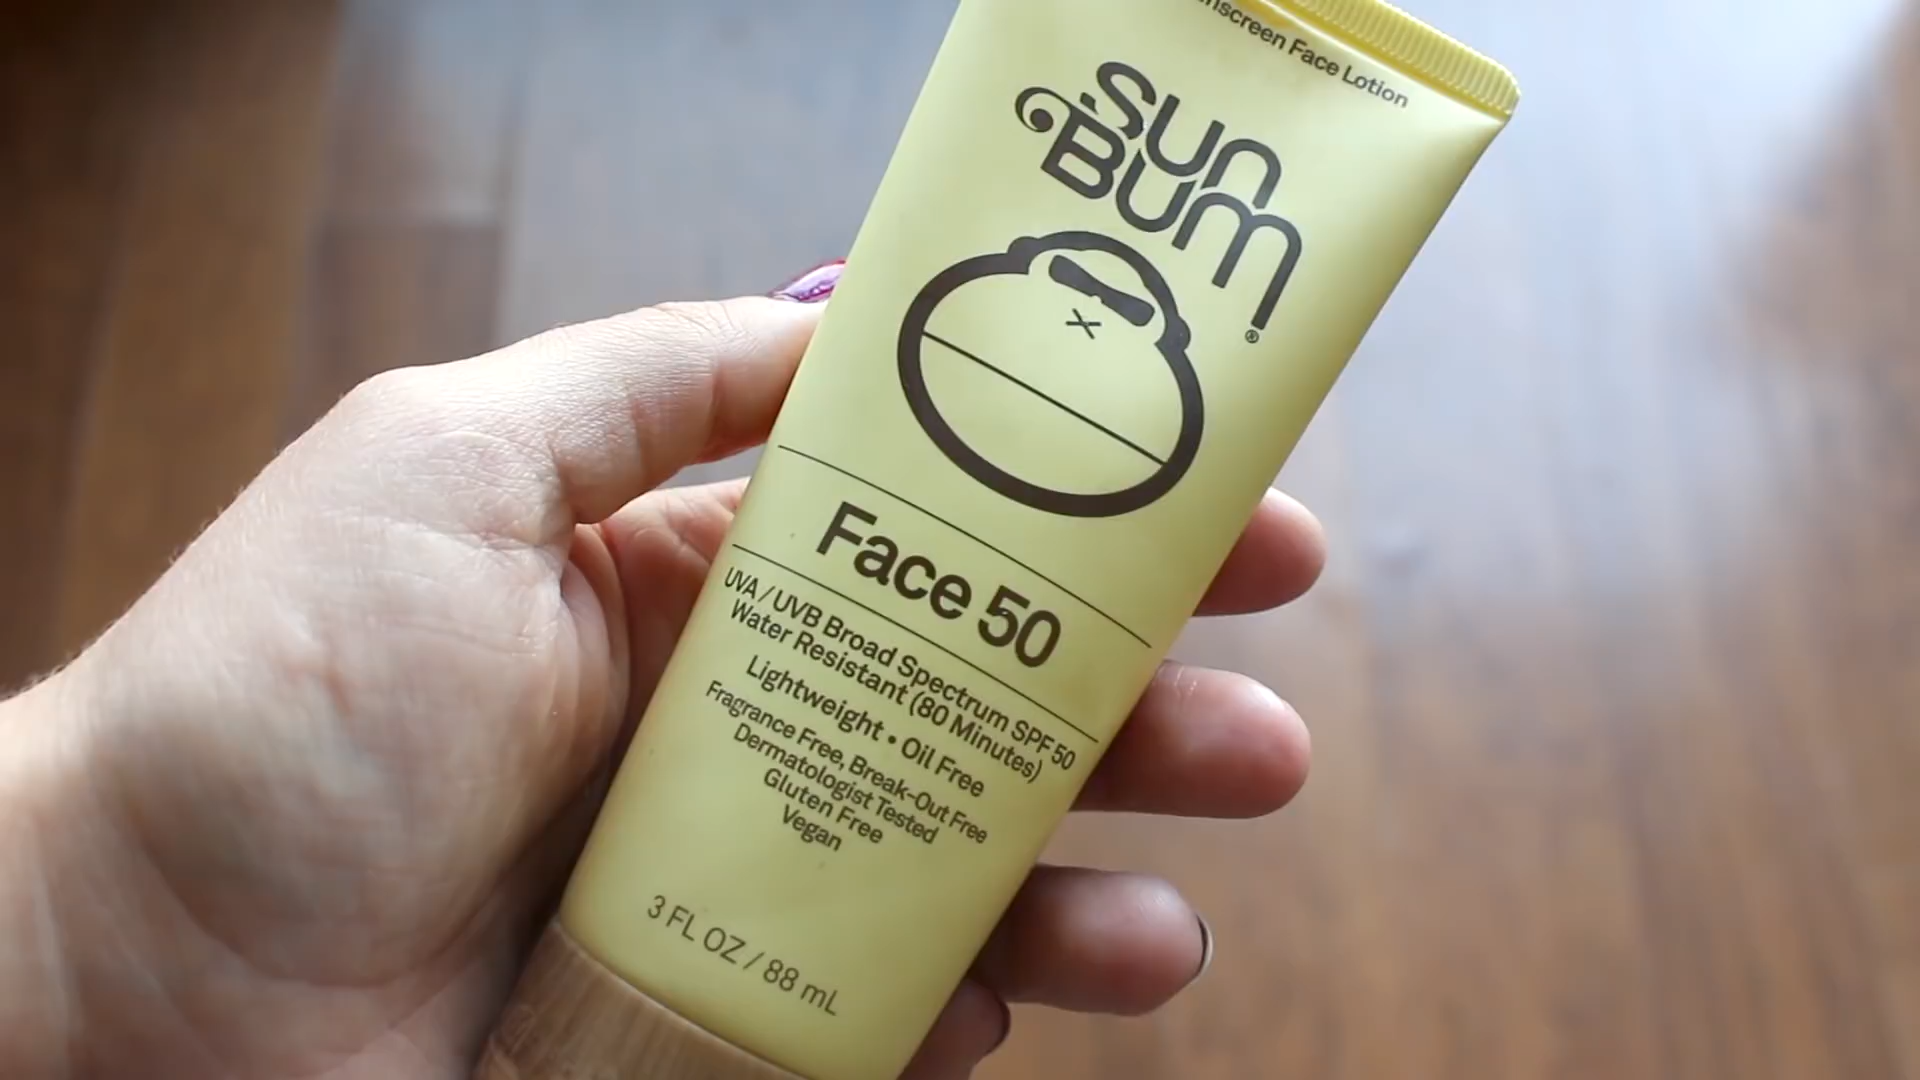 Face Lotion
Sun
Bum
®
Face 50
UVA / UVB Broad Spectrum SPF 50
Water Resistant (80 Minutes)
Lightweight • Oil Free
Fragrance Free, Break-Out Free
Dermatologist Tested
Gluten Free
Vegan
3 FL OZ / 88 mL